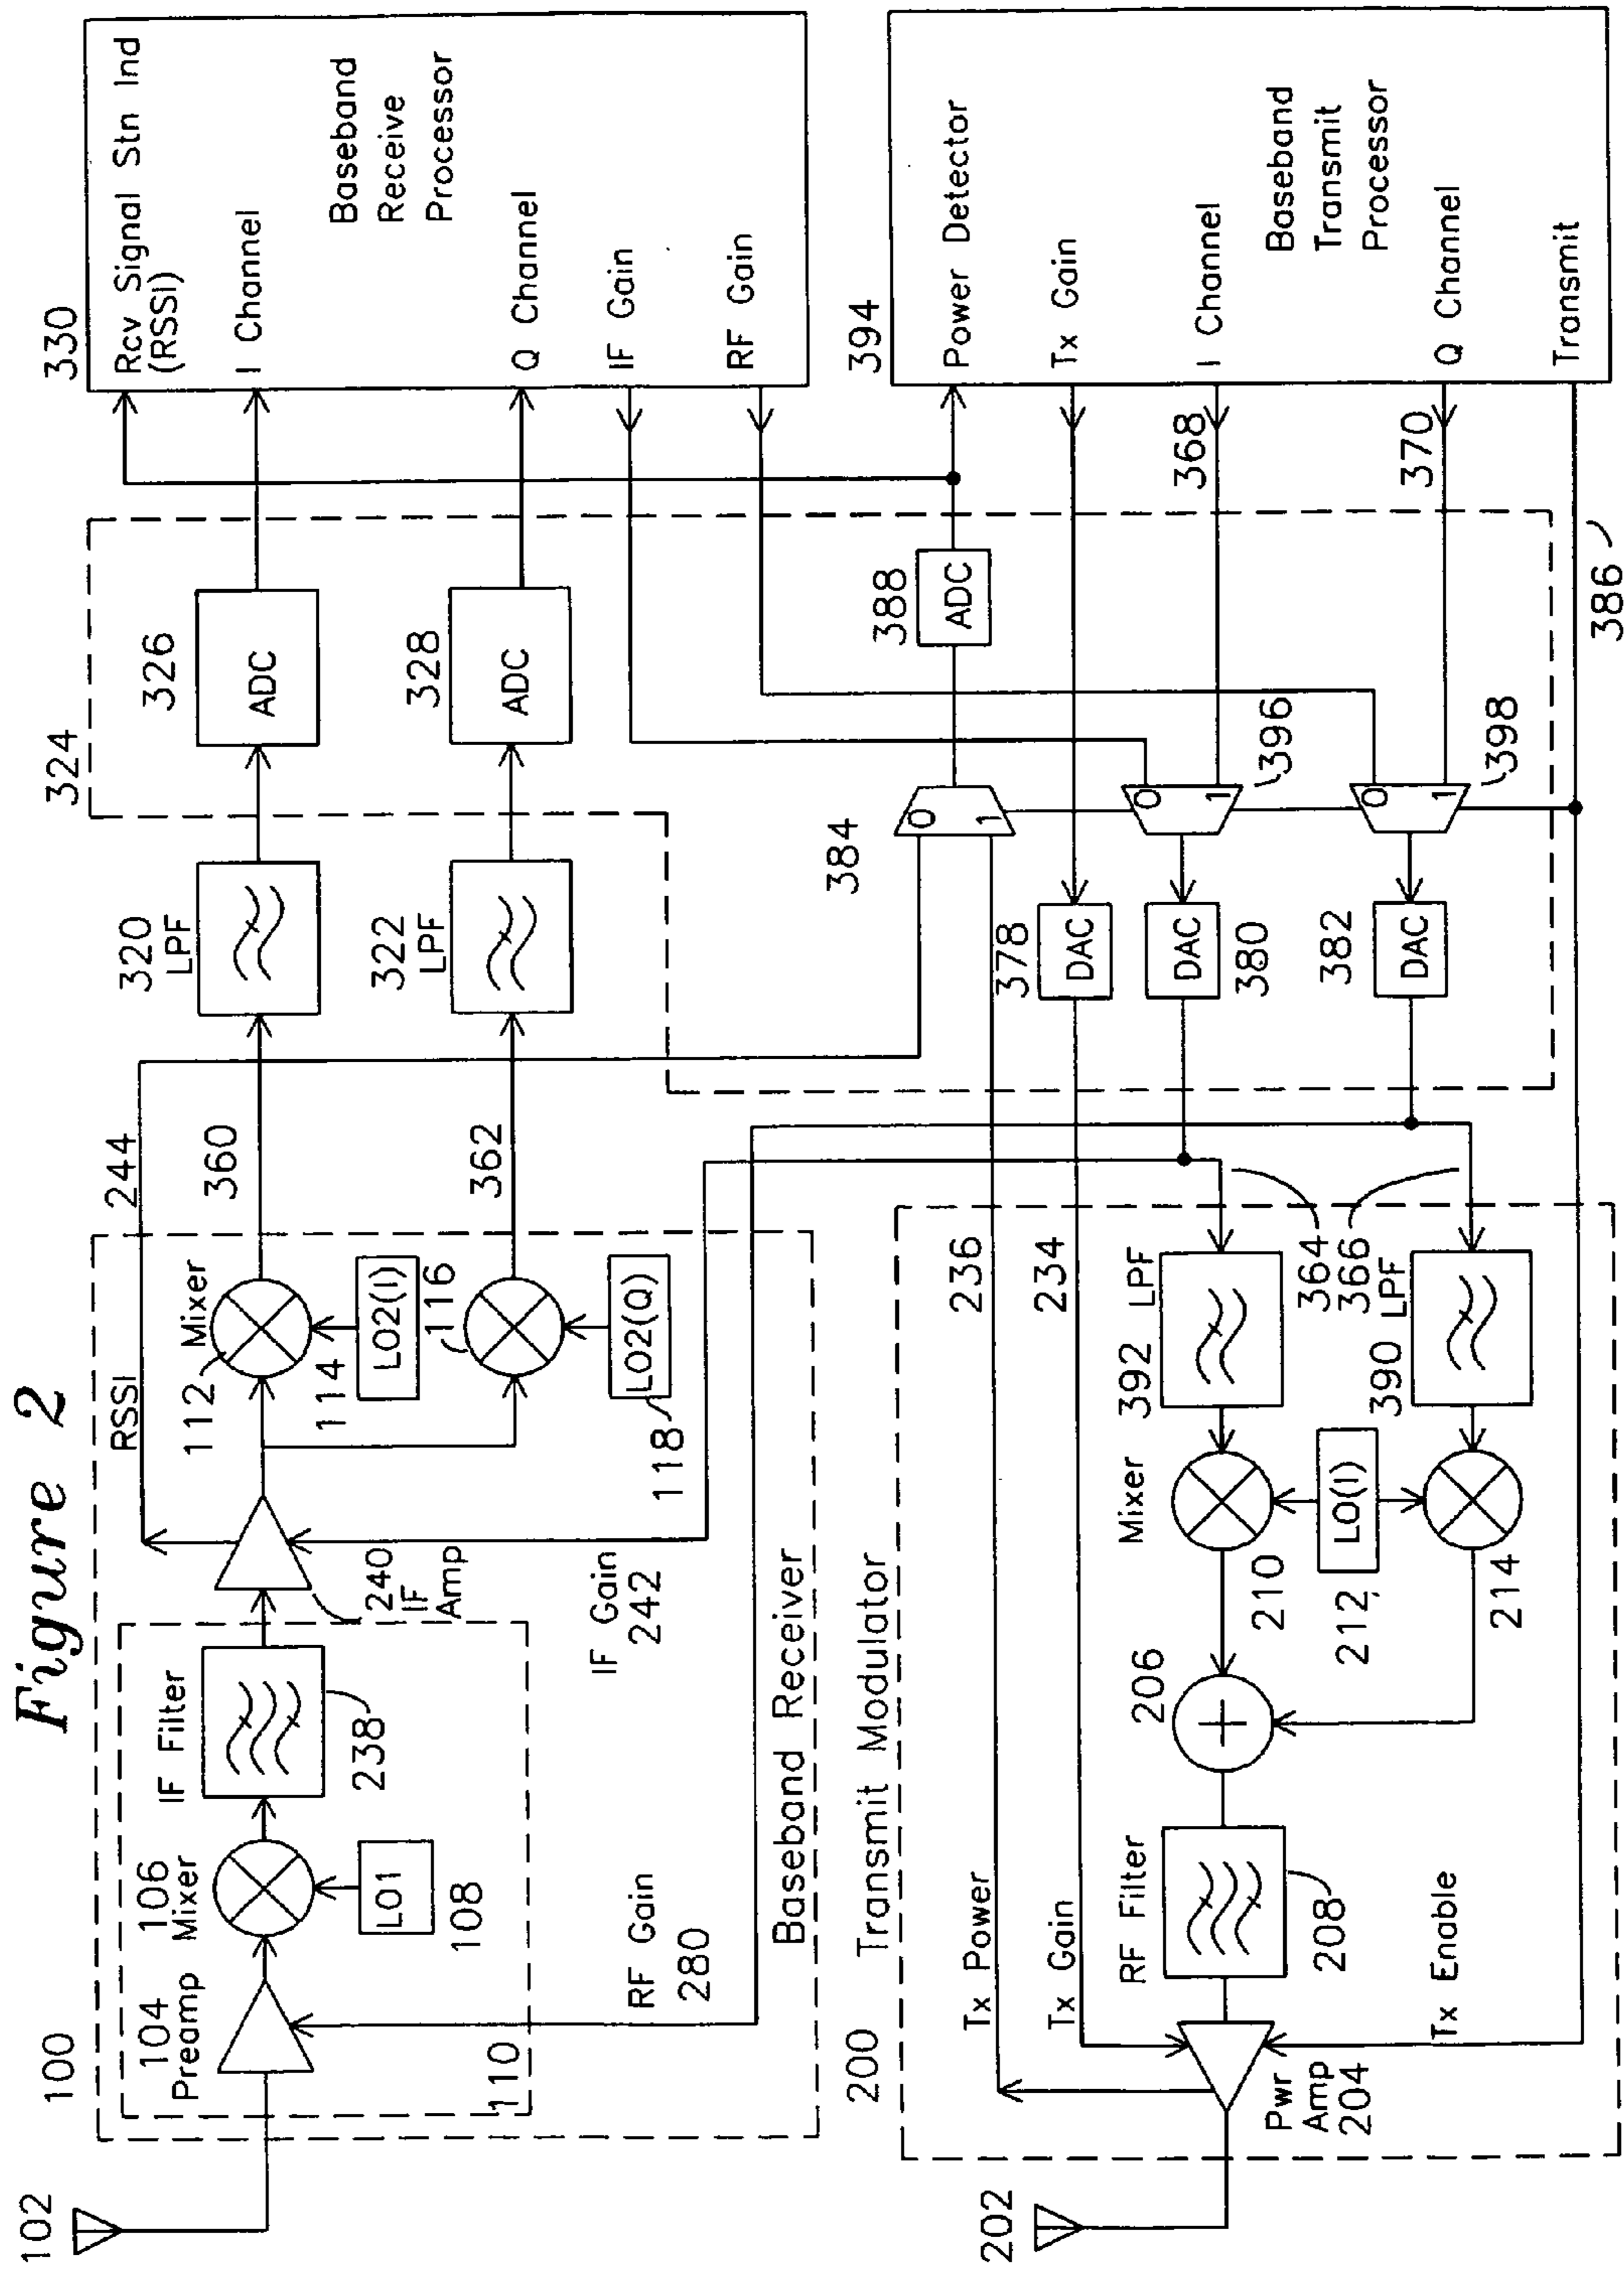 Figure 2
102
100
104
Preamp
106
Mixer
LO1
108
110
IF Filter
238
240
IF
Amp
RSSI
244
112
Mixer
114
LO2(I)
116
LO2(Q)
118
IF Gain
242
RF Gain
280
Baseband Receiver
360
362
320
LPF
322
LPF
324
326
ADC
328
ADC
330
Rcv Signal Stn Ind
(RSSI)
I Channel
Baseband
Receive
Processor
Q Channel
IF Gain
RF Gain
202
200
Transmit Modulator
Tx Power
236
Tx Gain
234
Pwr
Amp
204
Tx Enable
RF Filter
208
206
Mixer
210
LO(I)
212
214
392
LPF
390
LPF
364
366
384
0
1
378
DAC
DAC
380
382
DAC
0
1
396
0
1
398
388
ADC
368
370
386
394
Power Detector
Tx Gain
I Channel
Baseband
Transmit
Processor
Q Channel
Transmit